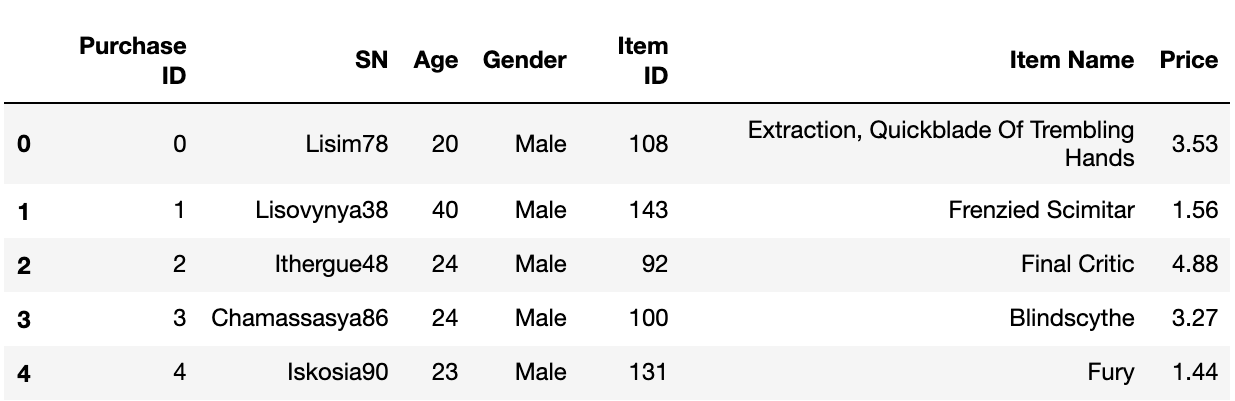 Purchase ID SN Age Gender Item ID Item Name Price
0 0 Lisim78 20 Male 108 Extraction, Quickblade Of Trembling Hands 3.53
1 1 Lisovynya38 40 Male 143 Frenzied Scimitar 1.56
2 2 Ithergue48 24 Male 92 Final Critic 4.88
3 3 Chamassasya86 24 Male 100 Blindscythe 3.27
4 4 Iskosia90 23 Male 131 Fury 1.44